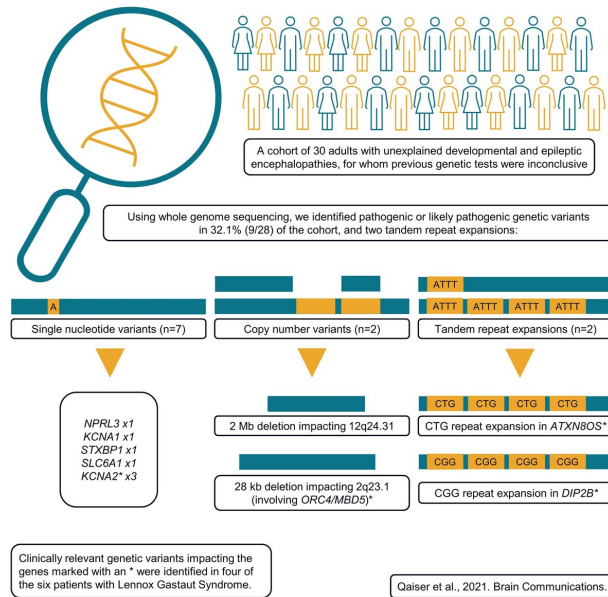 A cohort of 30 adults with unexplained developmental and epileptic
encephalopathies, for whom previous genetic tests were inconclusive
Using whole genome sequencing, we identified pathogenic or likely pathogenic genetic variants
in 32.1% (9/28) of the cohort, and two tandem repeat expansions:
A
ATTT
ATTT ATTT ATTT ATTT
Single nucleotide variants (n=7)
Copy number variants (n=2)
Tandem repeat expansions (n=2)
NPRL3 x1
KCNA1 x1
STXBP1 x1
SLC6A1 x1
KCNA2* x3
2 Mb deletion impacting 12q24.31
28 kb deletion impacting 2q23.1
(involving ORC4/MBD5)*
CTG CTG CTG CTG
CTG repeat expansion in ATXN8OS*
CGG CGG CGG CGG
CGG repeat expansion in DIP2B*
Clinically relevant genetic variants impacting the
genes marked with an * were identified in four of
the six patients with Lennox Gastaut Syndrome.
Qaiser et al., 2021. Brain Communications.